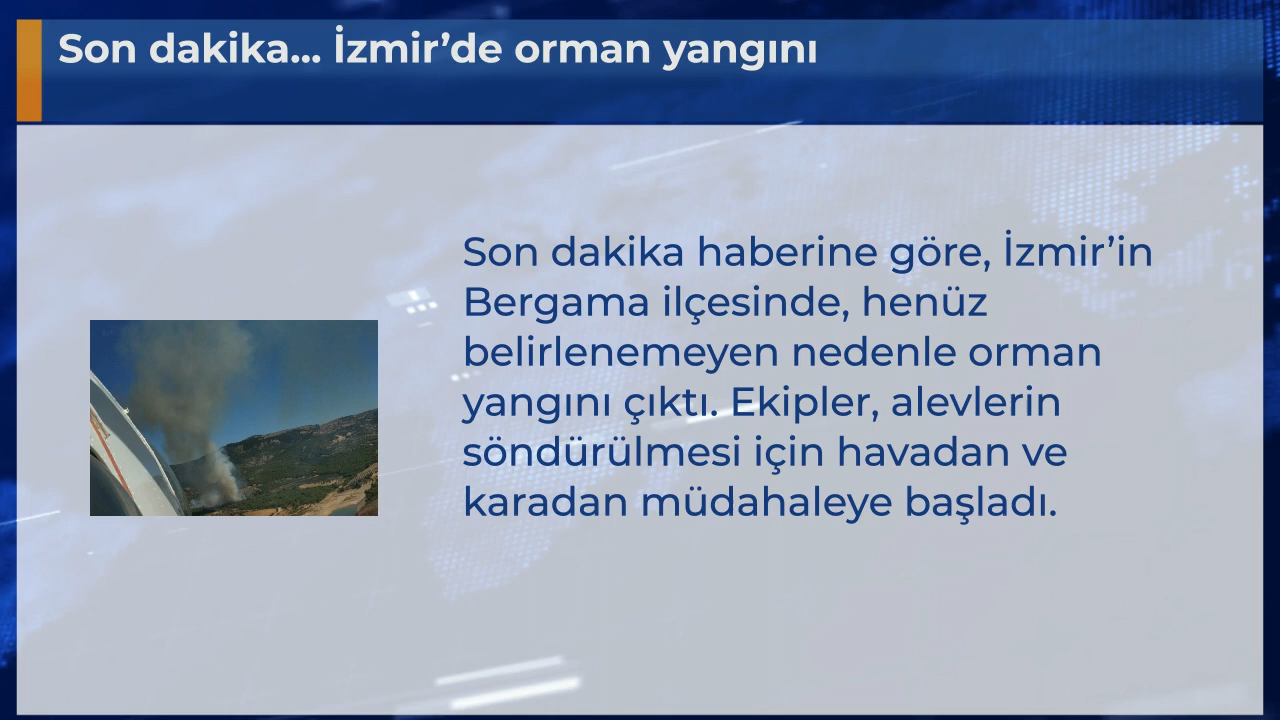 Son dakika... İzmir’de orman yangını
Son dakika haberine göre, İzmir’in
Bergama ilçesinde, henüz
belirlenemeyen nedenle orman
yangını çıktı. Ekipler, alevlerin
söndürülmesi için havadan ve
karadan müdahaleye başladı.